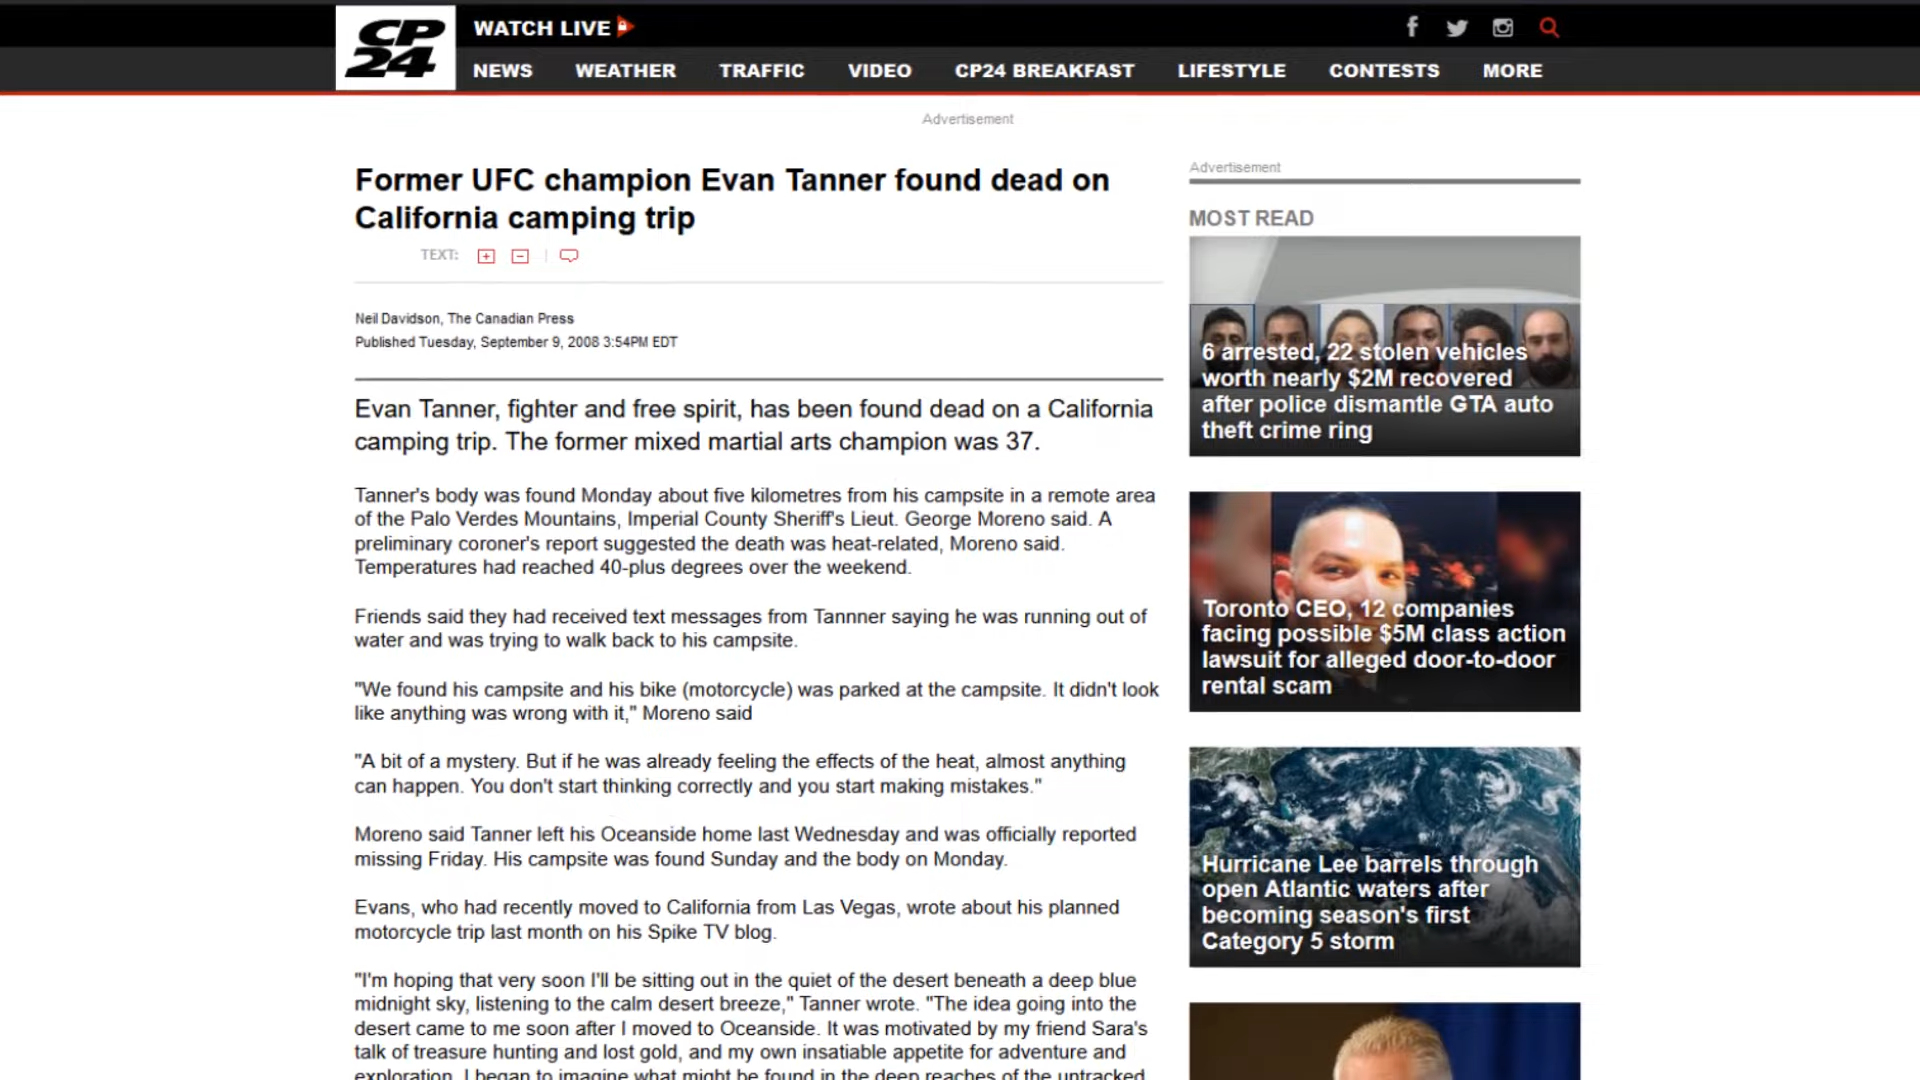 CP
24
WATCH LIVE
NEWS WEATHER TRAFFIC VIDEO CP24 BREAKFAST LIFESTYLE CONTESTS MORE
Advertisement
Former UFC champion Evan Tanner found dead on
California camping trip
TEXT:
Neil Davidson, The Canadian Press
Published Tuesday, September 9, 2008 3:54PM EDT
Evan Tanner, fighter and free spirit, has been found dead on a California
camping trip. The former mixed martial arts champion was 37.
Tanner's body was found Monday about five kilometres from his campsite in a remote area
of the Palo Verdes Mountains, Imperial County Sheriff's Lieut. George Moreno said. A
preliminary coroner's report suggested the death was heat-related, Moreno said.
Temperatures had reached 40-plus degrees over the weekend.
Friends said they had received text messages from Tannner saying he was running out of
water and was trying to walk back to his campsite.
"We found his campsite and his bike (motorcycle) was parked at the campsite. It didn't look
like anything was wrong with it," Moreno said
"A bit of a mystery. But if he was already feeling the effects of the heat, almost anything
can happen. You don't start thinking correctly and you start making mistakes."
Moreno said Tanner left his Oceanside home last Wednesday and was officially reported
missing Friday. His campsite was found Sunday and the body on Monday.
Evans, who had recently moved to California from Las Vegas, wrote about his planned
motorcycle trip last month on his Spike TV blog.
"I'm hoping that very soon I'll be sitting out in the quiet of the desert beneath a deep blue
midnight sky, listening to the calm desert breeze," Tanner wrote. "The idea going into the
desert came to me soon after I moved to Oceanside. It was motivated by my friend Sara's
talk of treasure hunting and lost gold, and my own insatiable appetite for adventure and
exploration. I began to imagine what might be found in the deep reaches of the untracked
Advertisement
MOST READ
6 arrested, 22 stolen vehicles
worth nearly $2M recovered
after police dismantle GTA auto
theft crime ring
Toronto CEO, 12 companies
facing possible $5M class action
lawsuit for alleged door-to-door
rental scam
Hurricane Lee barrels through
open Atlantic waters after
becoming season's first
Category 5 storm